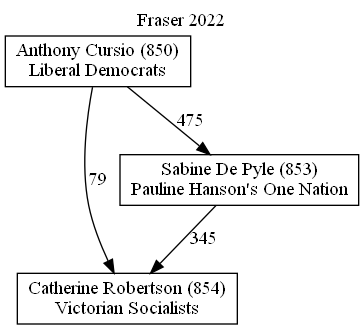 Fraser 2022
Anthony Cursio (850)
Liberal Democrats
475
79
Sabine De Pyle (853)
Pauline Hanson's One Nation
345
Catherine Robertson (854)
Victorian Socialists